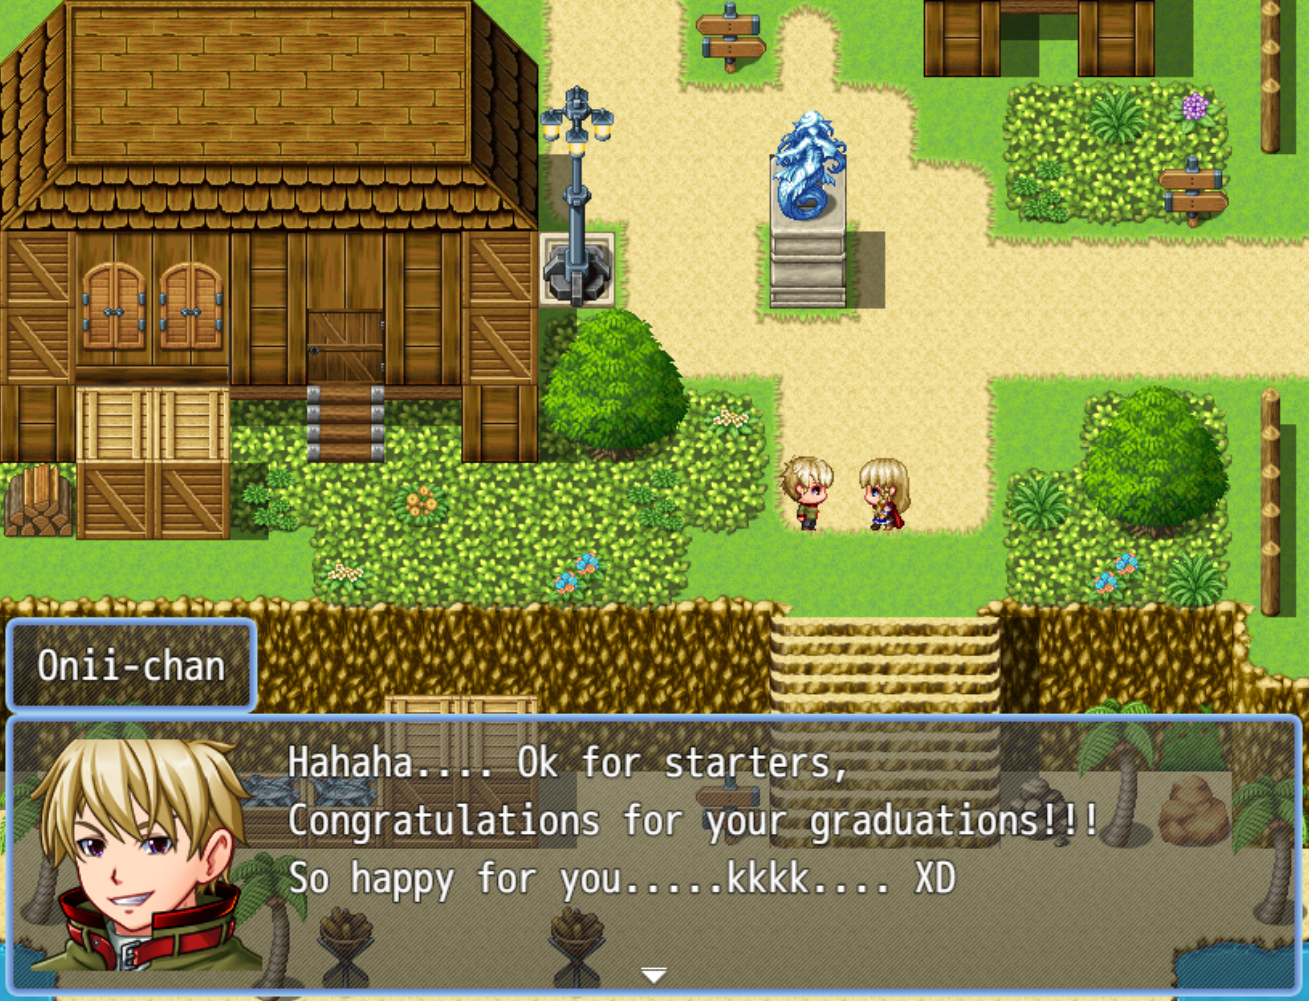 Onii-chan
Hahaha.... Ok for starters,
Congratulations for your graduations!!!
So happy for you.....kkkk.... XD